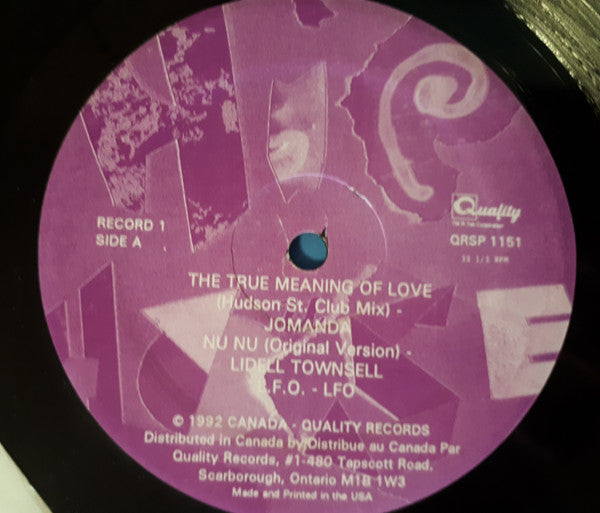 RECORD 1
SIDE A
Quality
QRSP 1151
33 1/3 RPM
THE TRUE MEANING OF LOVE
(Hudson St. Club Mix) -
JOMANDA
NU NU (Original Version) -
LIDELL TOWNSELL
L.F.O. - LFO
© 1992 CANADA - QUALITY RECORDS
Distributed in Canada by/Distribue au Canada Par
Quality Records, #1-480 Tapscott Road.
Scarborough, Ontario M1B 1W3
Made and Printed in the USA